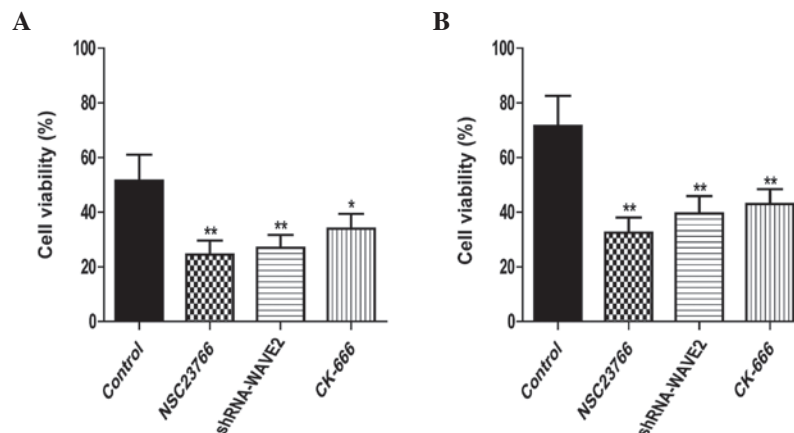 A
Cell viability (%)
100
80
60
40
20
0
**
**
*
Control
NSC23766
shRNA-WAVE2
CK-666
B
Cell viability (%)
100
80
60
40
20
0
**
**
**
Control
NSC23766
shRNA-WAVE2
CK-666